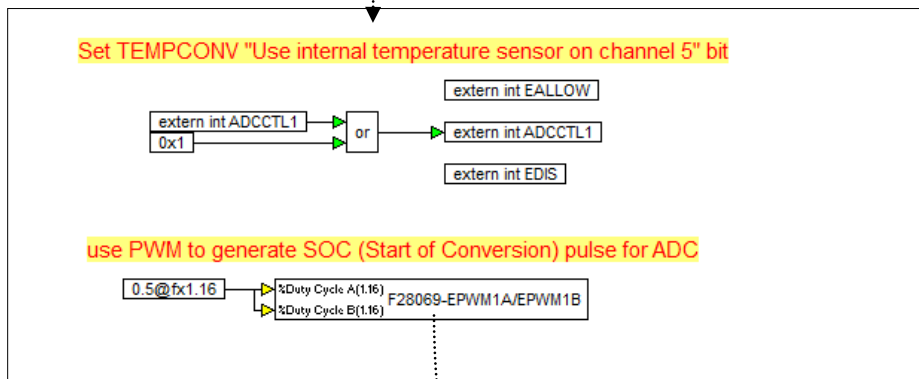 Set TEMPCONV "Use internal temperature sensor on channel 5" bit
extern int EALLOW
extern int ADCCTL1
0x1
or
extern int ADCCTL1
extern int EDIS
use PWM to generate SOC (Start of Conversion) pulse for ADC
0.5@fx1.16
%Duty Cycle A(1.16)
%Duty Cycle B(1.16)
F28069-EPWM1A/EPWM1B